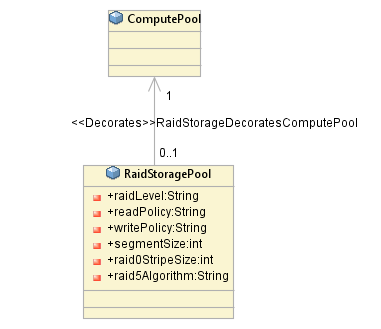 ComputePool
1
<<Decorates>>RaidStorageDecoratesComputePool
0..1
RaidStoragePool
+raidLevel:String
+readPolicy:String
+writePolicy:String
+segmentSize:int
+raid0StripeSize:int
+raid5Algorithm:String